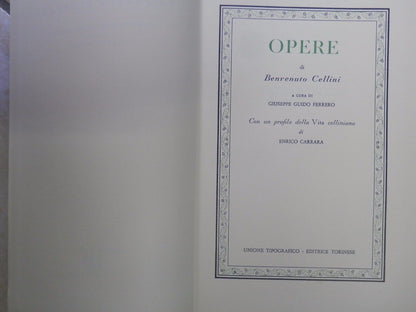 OPERE
di
Benvenuto Cellini
A CURA DI
GIUSEPPE GUIDO FERRERO
Con un profilo della Vita celliniana
di
ENRICO CARRARA
UNIONE TIPOGRAFICO - EDITRICE TORINESE